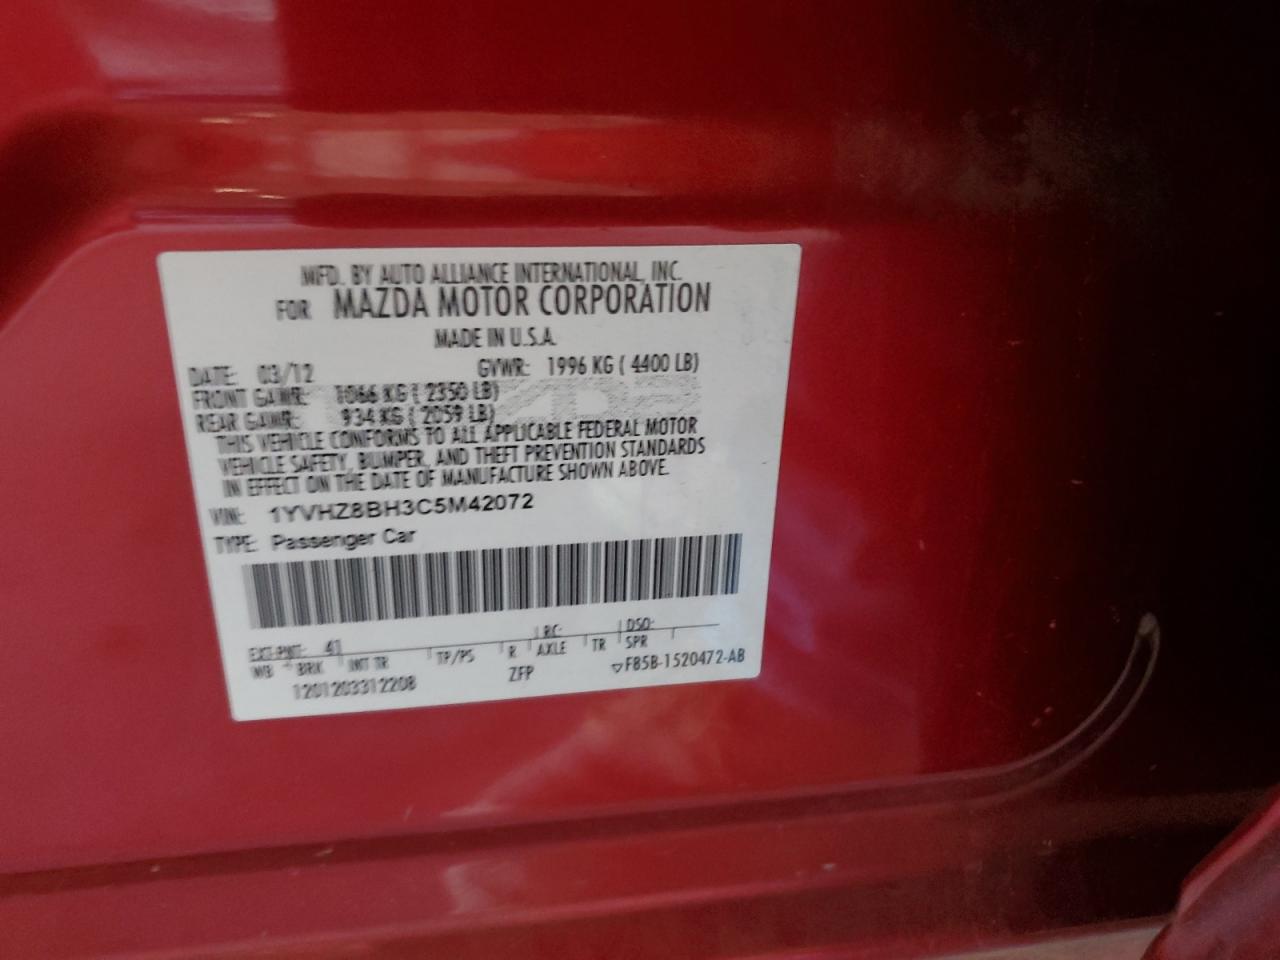 MFD. BY AUTO ALLIANCE INTERNATIONAL, INC.
FOR MAZDA MOTOR CORPORATION
MADE IN U.S.A.
DATE: 03/12 GVWR: 1996 KG ( 4400 LB)
FRONT GAWR: 1066 KG ( 2350 LB)
REAR GAWR: 934 KG ( 2059 LB)
THIS VEHICLE CONFORMS TO ALL APPLICABLE FEDERAL MOTOR
VEHICLE SAFETY, BUMPER, AND THEFT PREVENTION STANDARDS
IN EFFECT ON THE DATE OF MANUFACTURE SHOWN ABOVE.
VIN: 1YVHZ8BH3C5M42072
TYPE: Passenger Car
EXT-PNT: 41 RC: DSO:
WB BRK INT TR TP/PS R AXLE TR SPR
1201203312208 ZFP F85B-1520472-AB